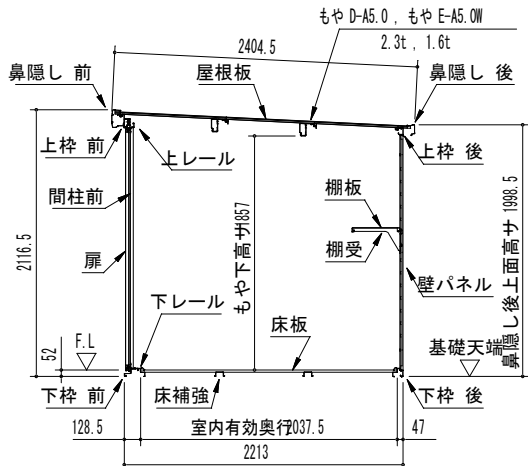 もや D-A5.0 , もや E-A5.0W
2.3t , 1.6t
2404.5
鼻隠し 前
屋根板
鼻隠し 後
上枠 前
上レール
上枠 後
間柱前
棚板
棚受
もや下高サ1857
扉
壁パネル
2116.5
鼻隠し後上面高サ 1998.5
下レール
床板
F.L
52
基礎天端
下枠 前
床補強
下枠 後
128.5
室内有効奥行2037.5
47
2213